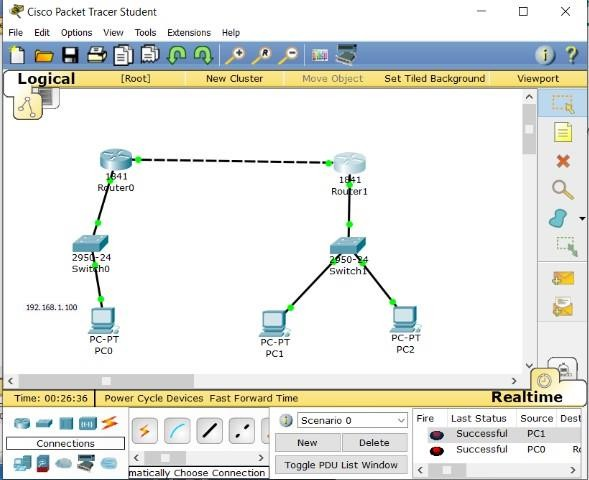 Cisco Packet Tracer Student
File Edit Options View Tools Extensions Help
Logical [Root] New Cluster Move Object Set Tiled Background Viewport
1841
Router0
1841
Router1
2950-24
Switch0
2950-24
Switch1
192.168.1.100
PC-PT
PC0
PC-PT
PC1
PC-PT
PC2
Time: 00:26:36 Power Cycle Devices Fast Forward Time Realtime
Connections
matically Choose Connection
Scenario 0
New Delete
Toggle PDU List Window
Fire Last Status Source Dest
Successful PC1
Successful PC0